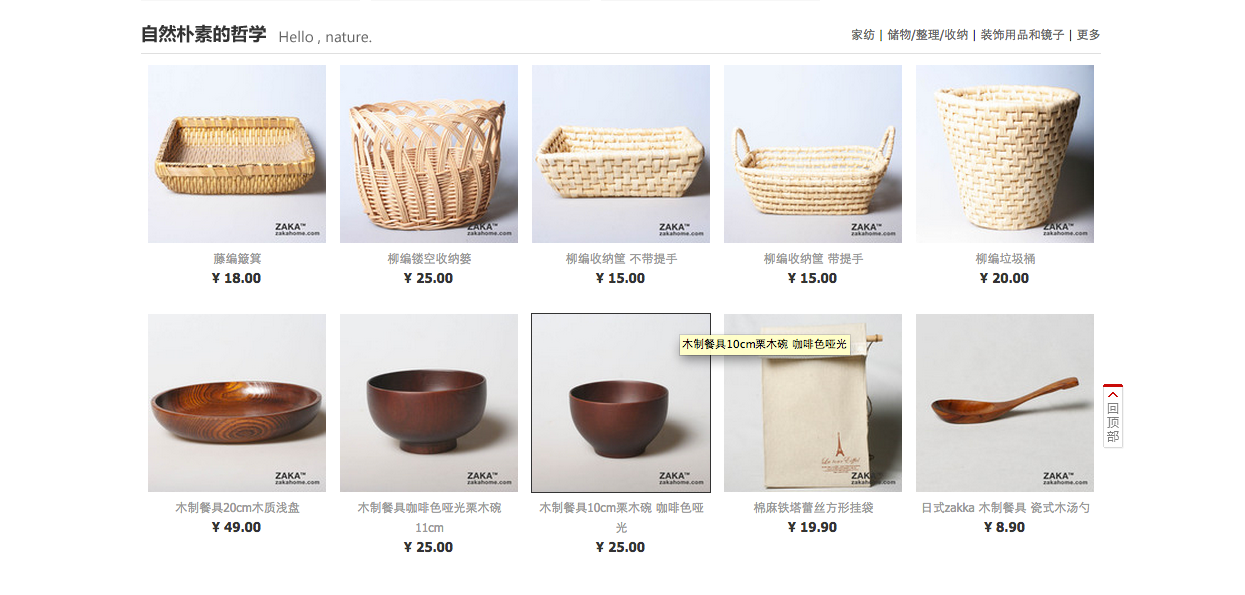 自然朴素的哲学 Hello , nature.
家纺 | 储物/整理/收纳 | 装饰用品和镜子 | 更多
ZAKA™
zakahome.com
ZAKA™
zakahome.com
ZAKA™
zakahome.com
ZAKA™
zakahome.com
ZAKA™
zakahome.com
藤编簸箕
¥ 18.00
柳编镂空收纳篓
¥ 25.00
柳编收纳筐 不带提手
¥ 15.00
柳编收纳筐 带提手
¥ 15.00
柳编垃圾桶
¥ 20.00
木制餐具10cm栗木碗 咖啡色哑光
回
顶
部
ZAKA™
zakahome.com
ZAKA™
zakahome.com
ZAKA™
zakahome.com
ZAKA™
zakahome.com
ZAKA™
zakahome.com
木制餐具20cm木质浅盘
¥ 49.00
木制餐具咖啡色哑光栗木碗
11cm
¥ 25.00
木制餐具10cm栗木碗 咖啡色哑
光
¥ 25.00
棉麻铁塔蕾丝方形挂袋
¥ 19.90
日式zakka 木制餐具 瓷式木汤勺
¥ 8.90